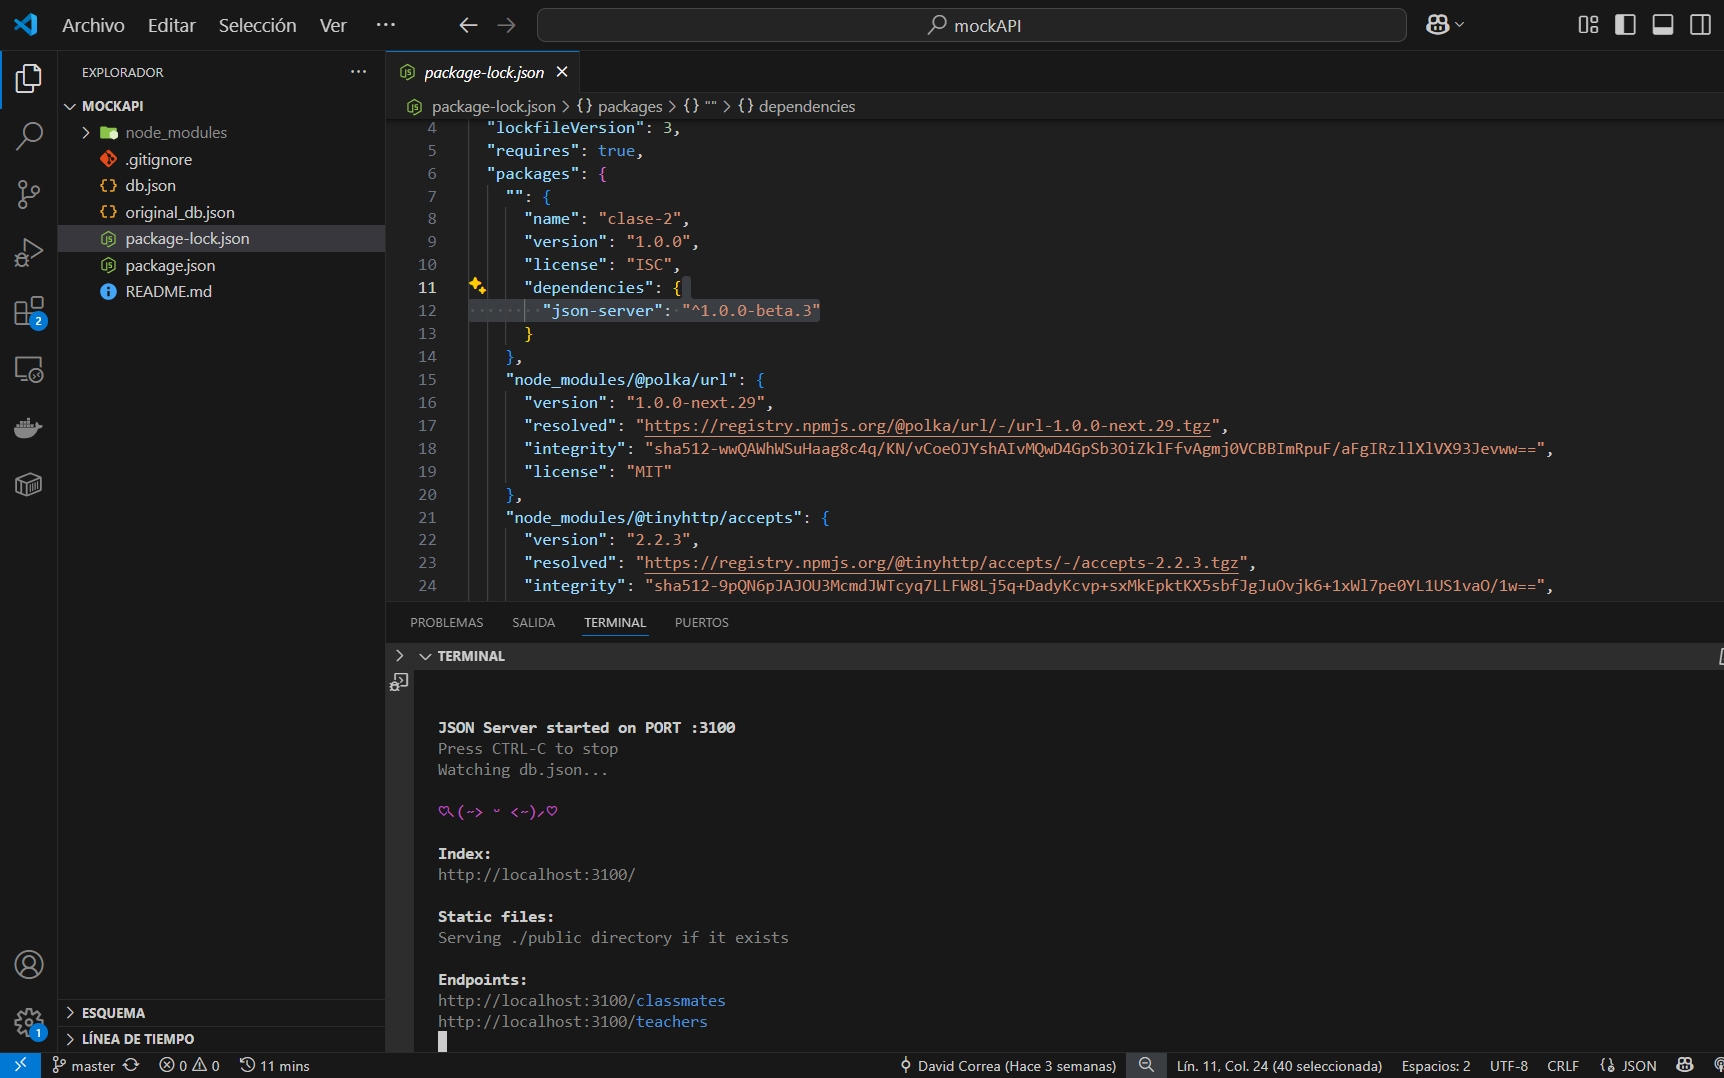 Archivo Editar Selección Ver ··· mockAPI
EXPLORADOR ···
MOCKAPI
node_modules
.gitignore
db.json
original_db.json
package-lock.json
package.json
README.md
2
1
ESQUEMA
LÍNEA DE TIEMPO
package-lock.json
package-lock.json > {} packages > {} "" > {} dependencies
4 "lockfileVersion": 3,
5 "requires": true,
6 "packages": {
7 "": {
8 "name": "clase-2",
9 "version": "1.0.0",
10 "license": "ISC",
11 "dependencies": {
12 "json-server": "^1.0.0-beta.3"
13 }
14 },
15 "node_modules/@polka/url": {
16 "version": "1.0.0-next.29",
17 "resolved": "https://registry.npmjs.org/@polka/url/-/url-1.0.0-next.29.tgz",
18 "integrity": "sha512-wwQAWhWSuHaag8c4q/KN/vCoeOJYshAIvMQwD4GpSb3OiZklFfvAgmj0VCBBImRpuF/aFgIRzllXlVX93Jevww==",
19 "license": "MIT"
20 },
21 "node_modules/@tinyhttp/accepts": {
22 "version": "2.2.3",
23 "resolved": "https://registry.npmjs.org/@tinyhttp/accepts/-/accepts-2.2.3.tgz",
24 "integrity": "sha512-9pQN6pJAJOU3McmdJWTcyq7LLFW8Lj5q+DadyKcvp+sxMkEpktKX5sbfJgJuOvjk6+1xWl7pe0YL1US1vaO/1w==",
PROBLEMAS SALIDA TERMINAL PUERTOS
TERMINAL
JSON Server started on PORT :3100
Press CTRL-C to stop
Watching db.json...
♡⸜(˶˃ ᵕ ˂˶)⸝♡
Index:
http://localhost:3100/
Static files:
Serving ./public directory if it exists
Endpoints:
http://localhost:3100/classmates
http://localhost:3100/teachers
master 0 0 11 mins David Correa (Hace 3 semanas) Lín. 11, Col. 24 (40 seleccionada) Espacios: 2 UTF-8 CRLF {} JSON